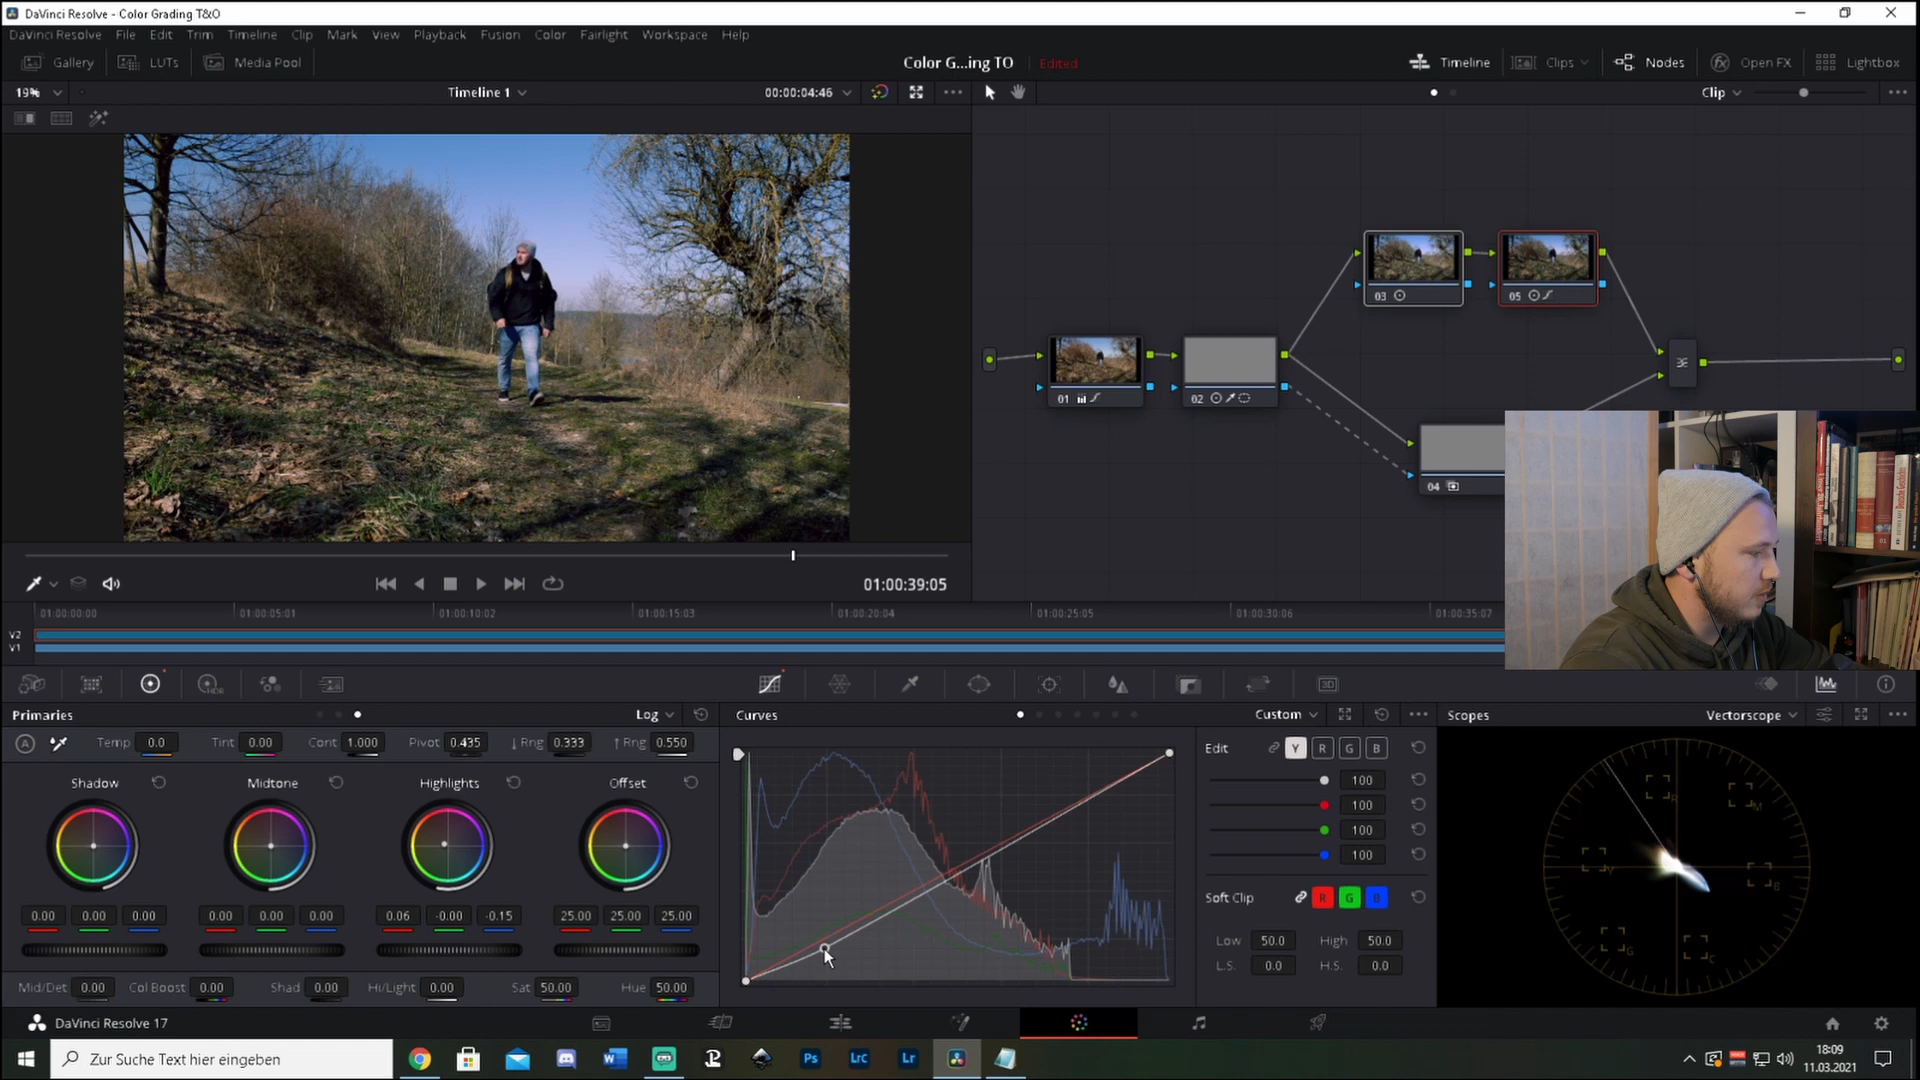 DaVinci Resolve - Color Grading T&O
DaVinci Resolve File Edit Trim Timeline Clip Mark View Playback Fusion Color Fairlight Workspace Help
Gallery LUTs Media Pool Color G...ing TO Edited Timeline Clips Nodes Open FX Lightbox
19% Timeline 1 00:00:04:46 Clip
03
05
01
02
04
01:00:39:05
01:00:00:00 01:00:05:01 01:00:10:02 01:00:15:03 01:00:20:04 01:00:25:05 01:00:30:06 01:00:35:07
V2
V1
HDR
3D
Primaries Log Curves Custom Scopes Vectorscope
A Temp 0.0 Tint 0.00 Cont 1.000 Pivot 0.435 ↓ Rng 0.333 ↑ Rng 0.550
Edit Y R G B
Shadow Midtone Highlights Offset
100
100
100
100
Soft Clip R G B
0.00 0.00 0.00 0.00 0.00 0.00 0.06 -0.00 -0.15 25.00 25.00 25.00
Low 50.0 High 50.0
L.S. 0.0 H.S. 0.0
Mid/Det 0.00 Col Boost 0.00 Shad 0.00 Hi/Light 0.00 Sat 50.00 Hue 50.00
R M
Y B
G C
DaVinci Resolve 17
Zur Suche Text hier eingeben
Ps LrC Lr
18:09
11.03.2021